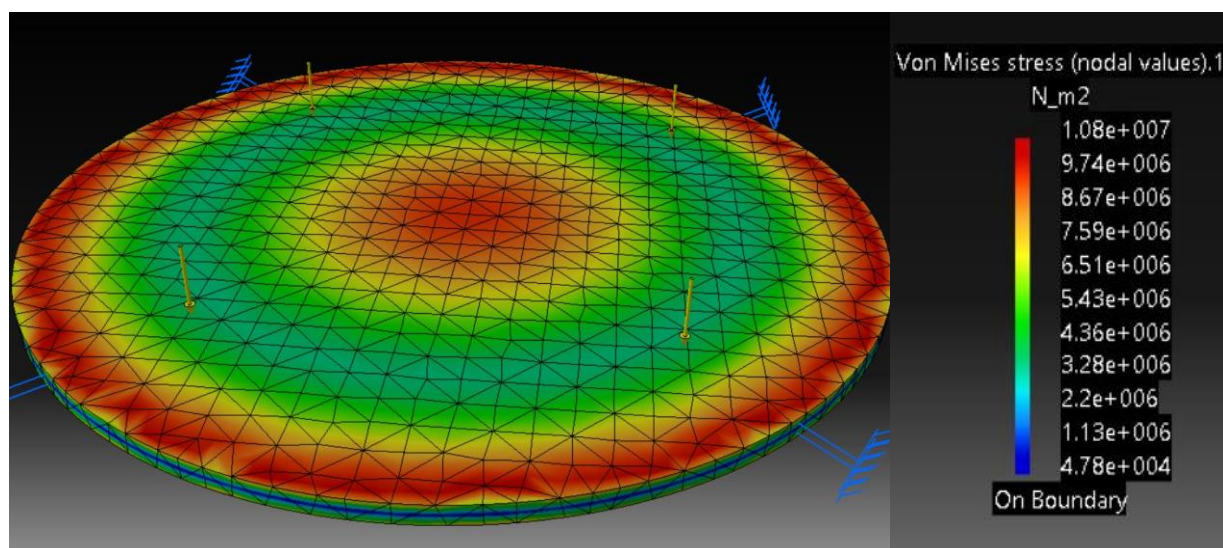 Von Mises stress (nodal values).1
N_m2
1.08e+007
9.74e+006
8.67e+006
7.59e+006
6.51e+006
5.43e+006
4.36e+006
3.28e+006
2.2e+006
1.13e+006
4.78e+004
On Boundary